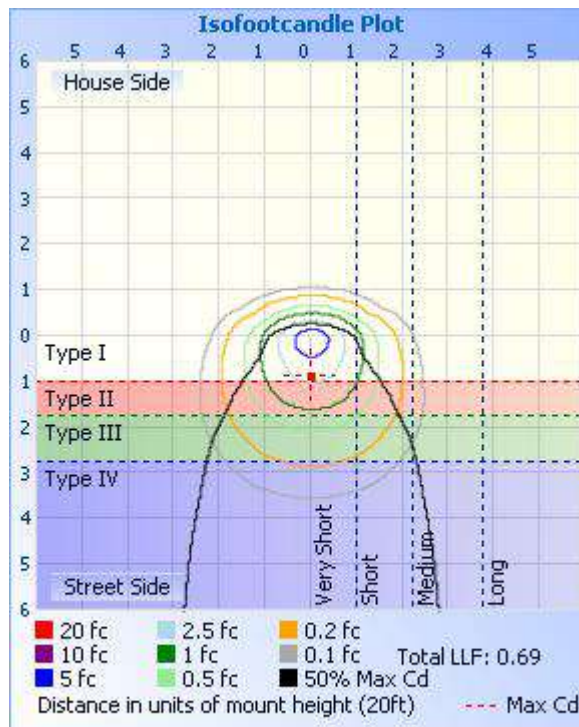 Isofootcandle Plot
5 4 3 2 1 0 1 2 3 4 5
6
House Side
5
4
3
2
1
0
Type I
1
Type II
2
Type III
3
Type IV
4
5
Street Side
6
Very Short
Short
Medium
Long
20 fc 2.5 fc 0.2 fc
10 fc 1 fc 0.1 fc Total LLF: 0.69
5 fc 0.5 fc 50% Max Cd
Distance in units of mount height (20ft) --- Max Cd